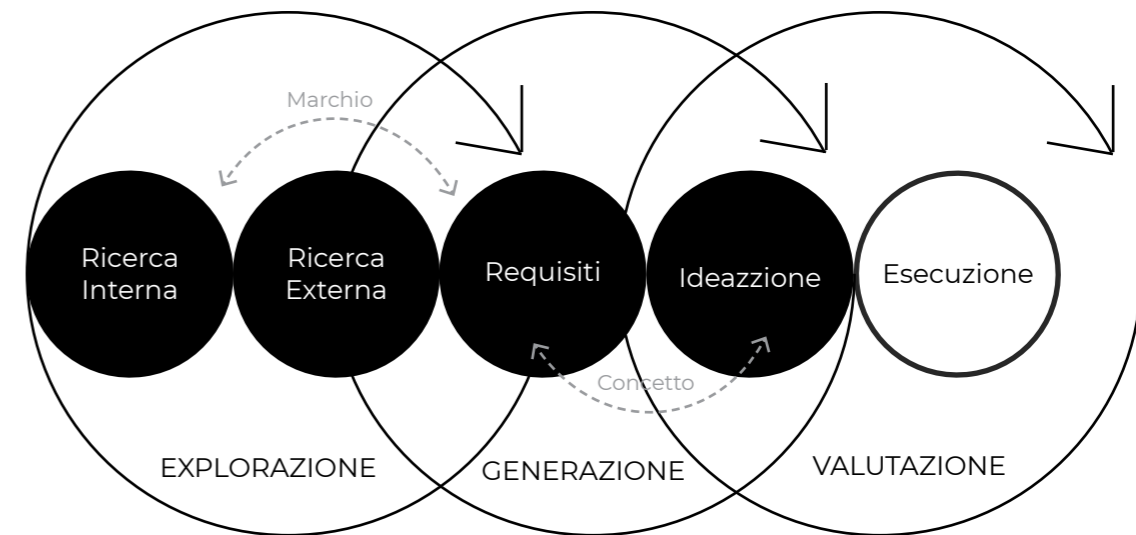 Marchio
Ricerca
Interna
Ricerca
Externa
Requisiti
Ideazzione
Esecuzione
Concetto
EXPLORAZIONE
GENERAZIONE
VALUTAZIONE